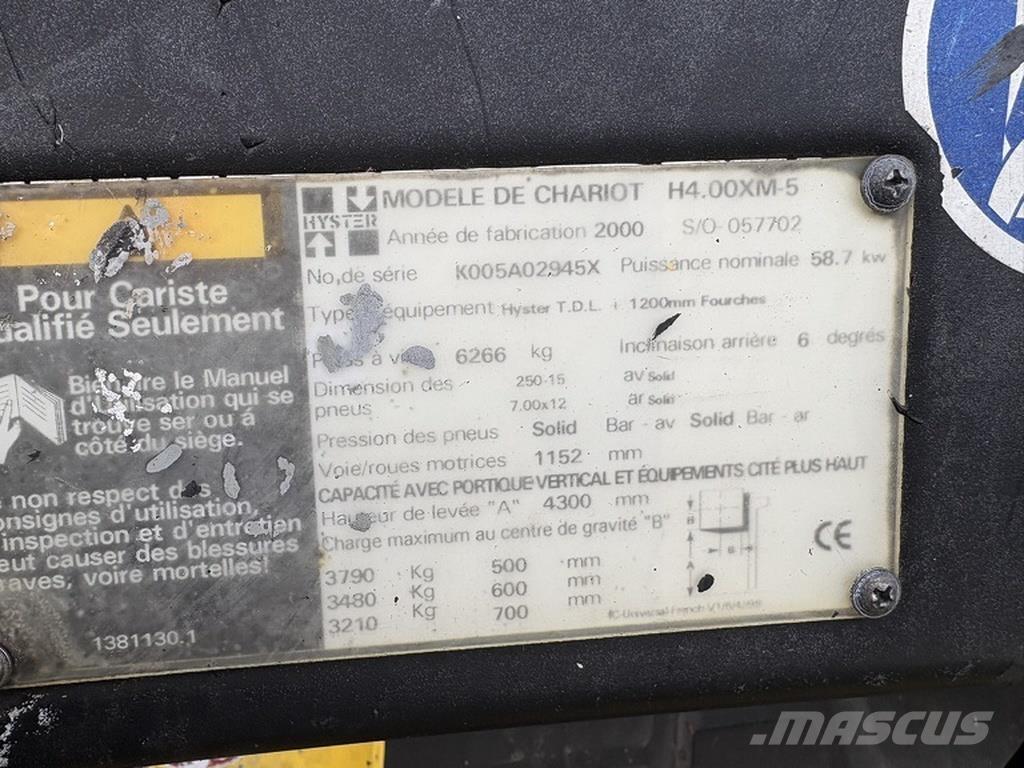 Pour Cariste
ualifié Seulement
le Manuel
qui se
trouve ser ou a
côté du siège.
non respect des
onsignes d'utilisation,
inspection et d'entretien
eut causer des blessures
raves, voire mortelles!
1381130.1
HYSTER
MODELE DE CHARIOT H4.00XM-5
Année de fabrication 2000 S/O 057702
No,de série K005A02945X Puissance nominale 58.7 kw
équipement Hyster T.D.L. + 1200mm Fourches
à 6266 kg Inclinaison arrière 6 degrés
Dimension des 250-15 av Solid
pneus 7.00x12 ar Solid
Pression des pneus Solid Bar - av Solid Bar - ar
Voie/roues motrices 1152 mm
CAPACITÉ AVEC PORTIQUE VERTICAL ET ÉQUIPEMENTS CITÉ PLUS HAUT
Hauteur de levée "A" 4300 mm
Charge maximum au centre de gravité "B"
3790 Kg 500 mm
3480 Kg 600 mm
3210 Kg 700 mm
B
B
A
CE
MASCUS